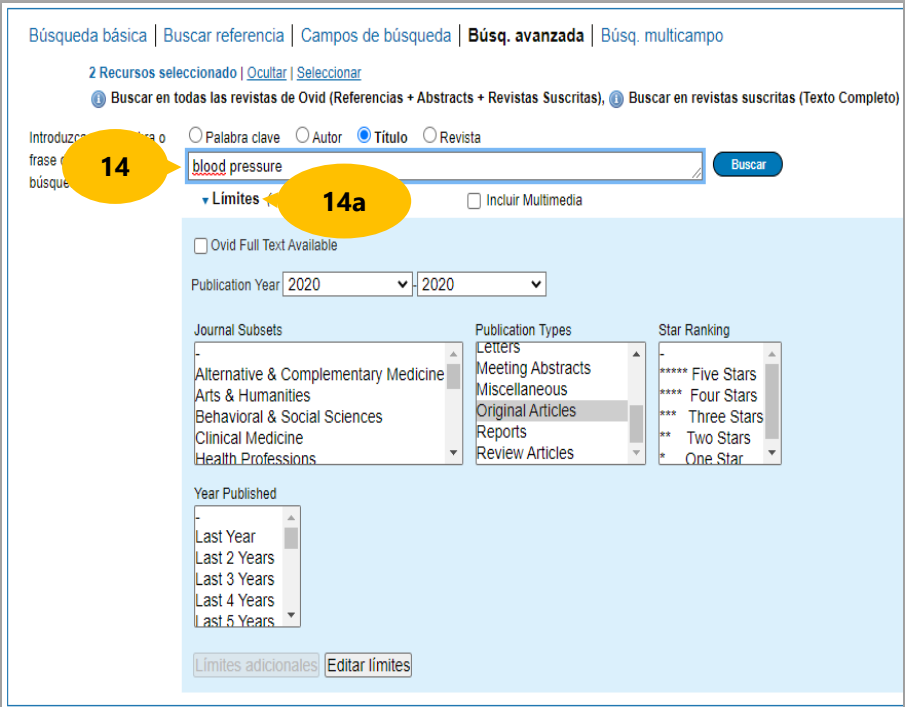 Búsqueda básica | Buscar referencia | Campos de búsqueda | Búsq. avanzada | Búsq. multicampo
2 Recursos seleccionado | Ocultar | Seleccionar
Buscar en todas las revistas de Ovid (Referencias + Abstracts + Revistas Suscritas), Buscar en revistas suscritas (Texto Completo)
Palabra clave Autor Título Revista
frase
14
blood pressure
Buscar
Límites
14a
Incluir Multimedia
Ovid Full Text Available
Publication Year 2020 - 2020
Journal Subsets
-
Alternative & Complementary Medicine
Arts & Humanities
Behavioral & Social Sciences
Clinical Medicine
Health Professions
Publication Types
Letters
Meeting Abstracts
Miscellaneous
Original Articles
Reports
Review Articles
Star Ranking
-
***** Five Stars
**** Four Stars
*** Three Stars
** Two Stars
* One Star
Year Published
-
Last Year
Last 2 Years
Last 3 Years
Last 4 Years
Last 5 Years
Límites adicionales Editar límites